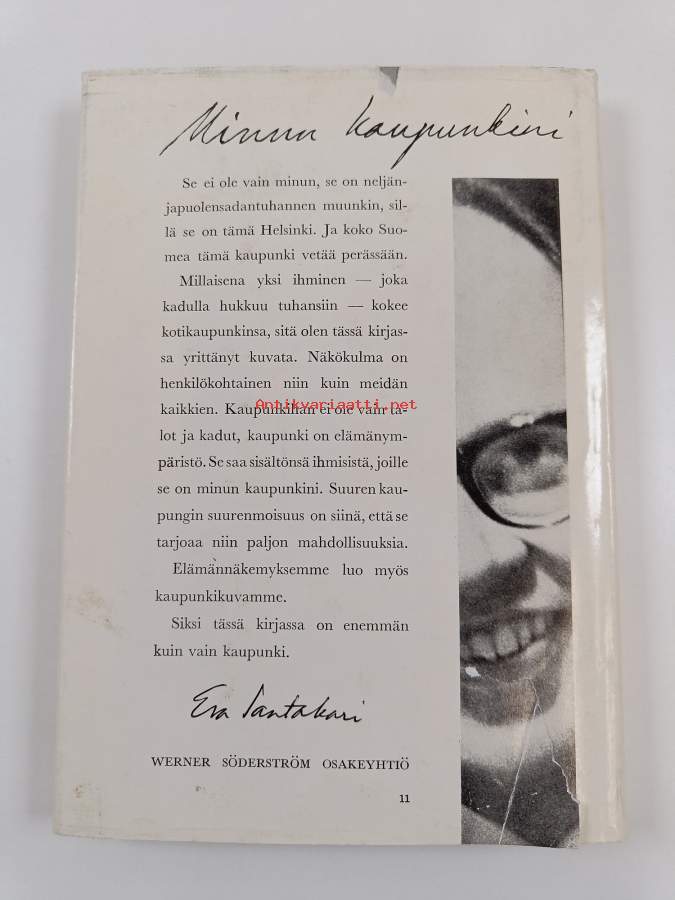 Minun kaupunkini
Se ei ole vain minun, se on neljän-
japuolensadantuhannen muunkin, sil-
lä se on tämä Helsinki. Ja koko Suo-
mea tämä kaupunki vetää perässään.
Millaisena yksi ihminen — joka
kadulla hukkuu tuhansiin — kokee
kotikaupunkinsa, sitä olen tässä kirjas-
sa yrittänyt kuvata. Näkökulma on
henkilökohtainen niin kuin meidän
kaikkien. Kaupunkihan ei ole vain ta-
Antikvariaatti.net
lot ja kadut, kaupunki on elämänym-
päristö. Se saa sisältönsä ihmisistä, joille
se on minun kaupunkini. Suuren kau-
pungin suurenmoisuus on siinä, että se
tarjoaa niin paljon mahdollisuuksia.
Elämännäkemyksemme luo myös
kaupunkikuvamme.
Siksi tässä kirjassa on enemmän
kuin vain kaupunki.
Eva Santakari
WERNER SÖDERSTRÖM OSAKEYHTIÖ
11